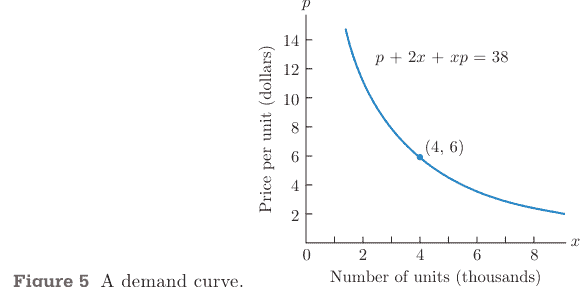 p
14
12
10
8
6
4
2
Price per unit (dollars)
p + 2x + xp = 38
(4, 6)
0 2 4 6 8 x
Number of units (thousands)
Figure 5 A demand curve.